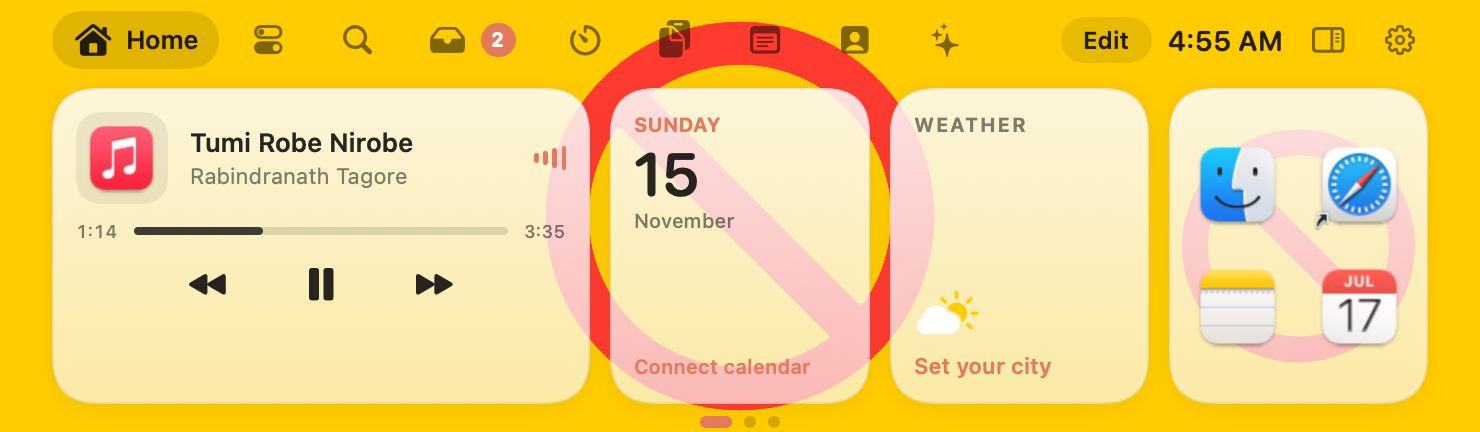 Home
2
Edit
4:55 AM
Tumi Robe Nirobe
Rabindranath Tagore
1:14
3:35
SUNDAY
15
November
Connect calendar
WEATHER
Set your city
JUL
17